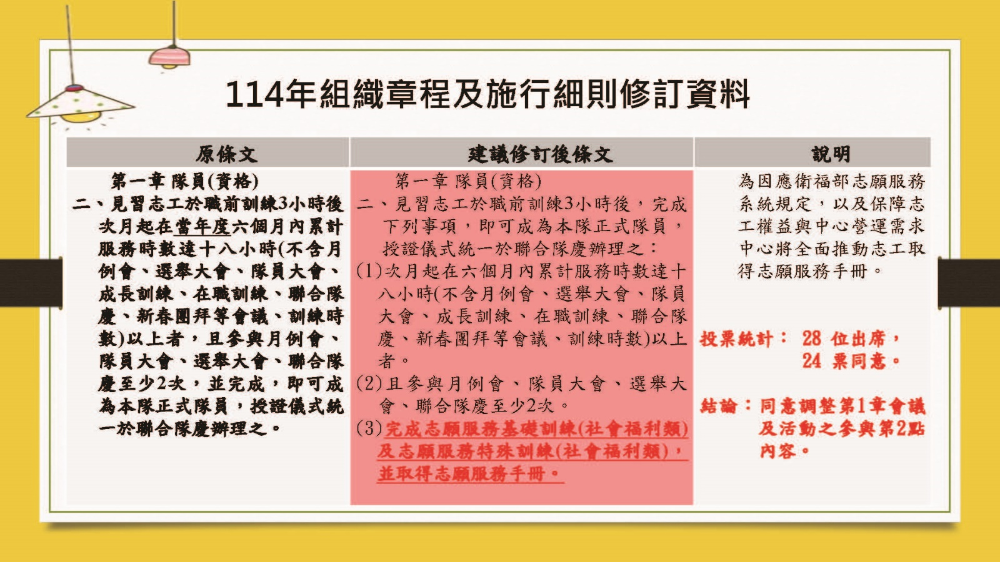 114年組織章程及施行細則修訂資料
原條文
第一章 隊員(資格)
二、見習志工於職前訓練3小時後
次月起在當年度六個月內累計
服務時數達十八小時(不含月
例會、選舉大會、隊員大會、
成長訓練、在職訓練、聯合隊
慶、新春團拜等會議、訓練時
數)以上者，且參與月例會、
隊員大會、選舉大會、聯合隊
慶至少2次，並完成，即可成
為本隊正式隊員，授證儀式統
一於聯合隊慶辦理之。
建議修訂後條文
第一章 隊員(資格)
二、見習志工於職前訓練3小時後，完成
下列事項，即可成為本隊正式隊員，
授證儀式統一於聯合隊慶辦理之：
(1)次月起在六個月內累計服務時數達十
八小時(不含月例會、選舉大會、隊員
大會、成長訓練、在職訓練、聯合隊
慶、新春團拜等會議、訓練時數)以上
者。
(2)且參與月例會、隊員大會、選舉大
會、聯合隊慶至少2次。
(3)完成志願服務基礎訓練(社會福利類)
及志願服務特殊訓練(社會福利類)，
並取得志願服務手冊。
說明
為因應衛福部志願服務
系統規定，以及保障志
工權益與中心營運需求
中心將全面推動志工取
得志願服務手冊。
投票統計： 28 位出席，
24 票同意。
結論：同意調整第1章會議
及活動之參與第2點
內容。